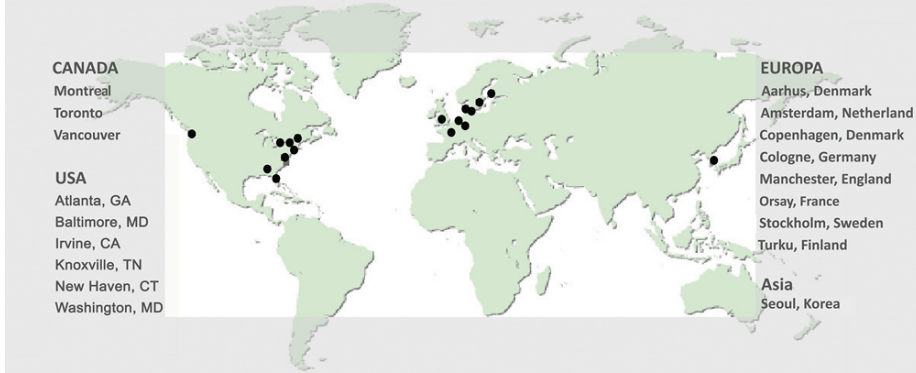 CANADA
Montreal
Toronto
Vancouver
USA
Atlanta, GA
Baltimore, MD
Irvine, CA
Knoxville, TN
New Haven, CT
Washington, MD
EUROPA
Aarhus, Denmark
Amsterdam, Netherland
Copenhagen, Denmark
Cologne, Germany
Manchester, England
Orsay, France
Stockholm, Sweden
Turku, Finland
Asia
Seoul, Korea